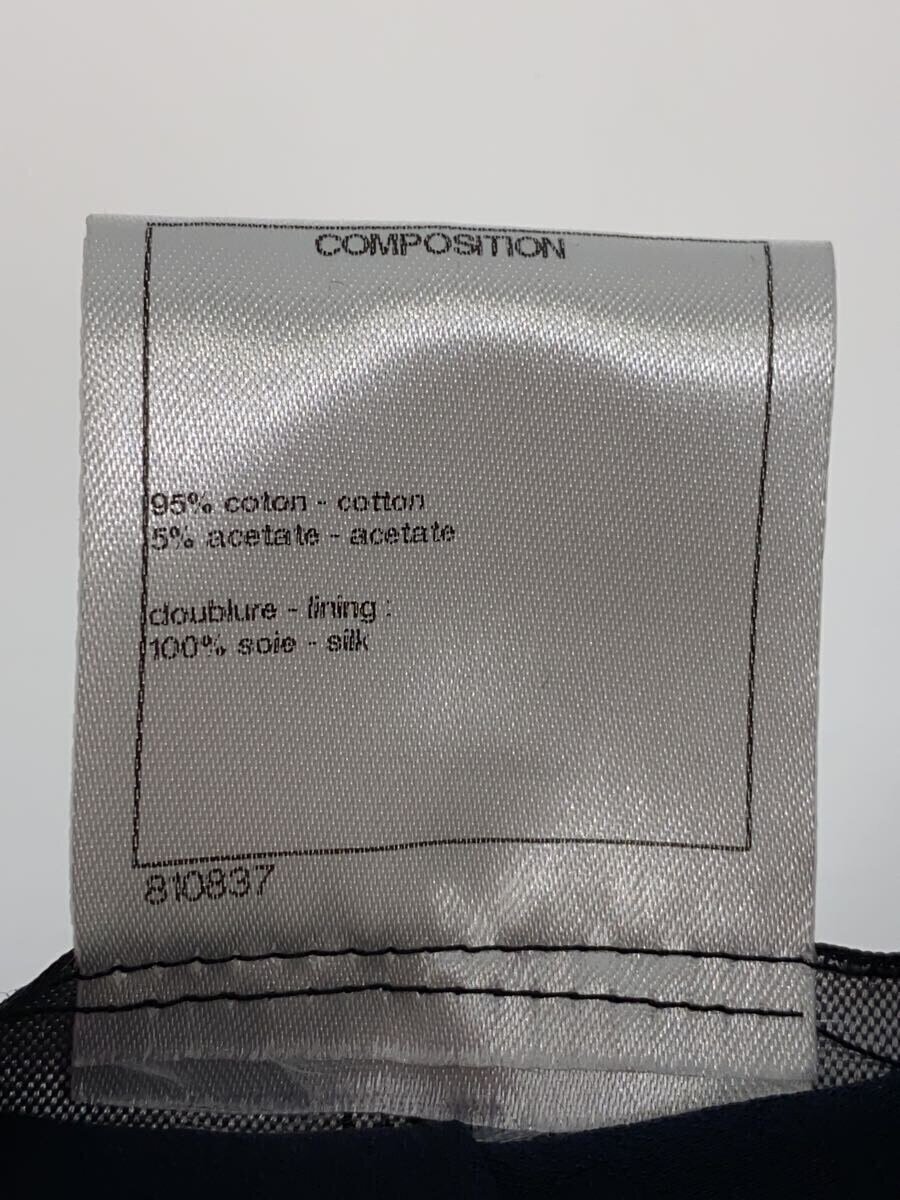 COMPOSITION
95% coton - cotton
5% acetate - acetate
doublure - lining :
100% soie - silk
810837